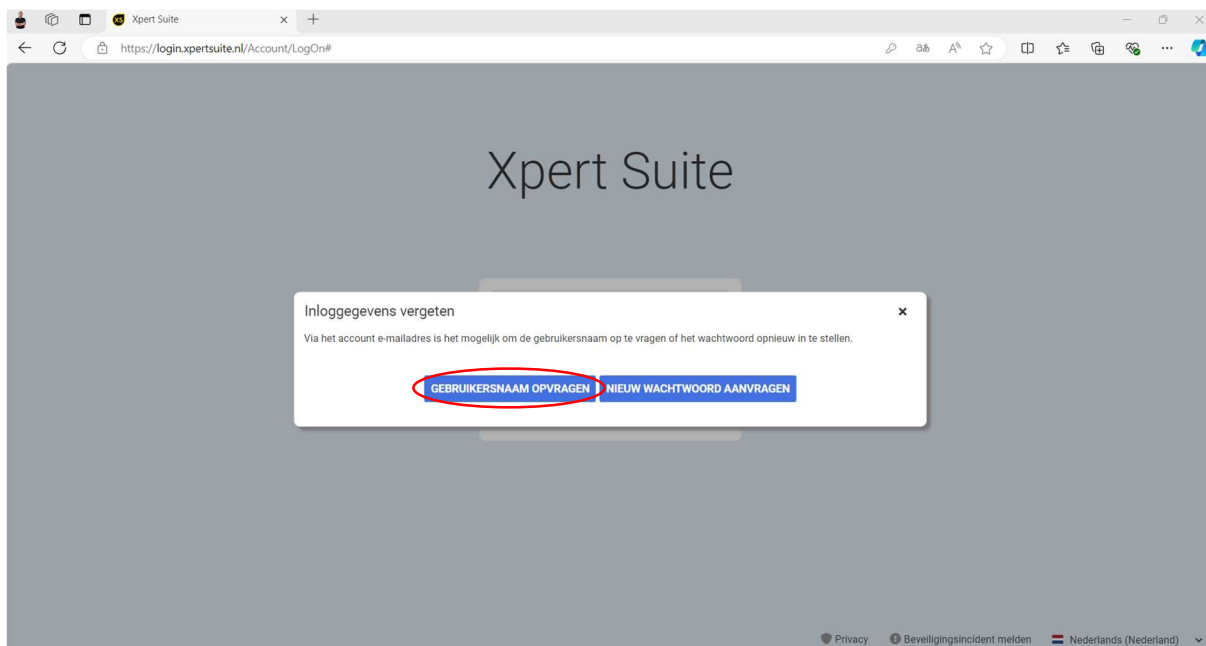 Xpert Suite
https://login.xpertsuite.nl/Account/LogOn#
Xpert Suite
Inloggegevens vergeten
Via het account e-mailadres is het mogelijk om de gebruikersnaam op te vragen of het wachtwoord opnieuw in te stellen.
GEBRUIKERSNAAM OPVRAGEN NIEUW WACHTWOORD AANVRAGEN
Privacy Beveiligingsincident melden Nederlands (Nederland)